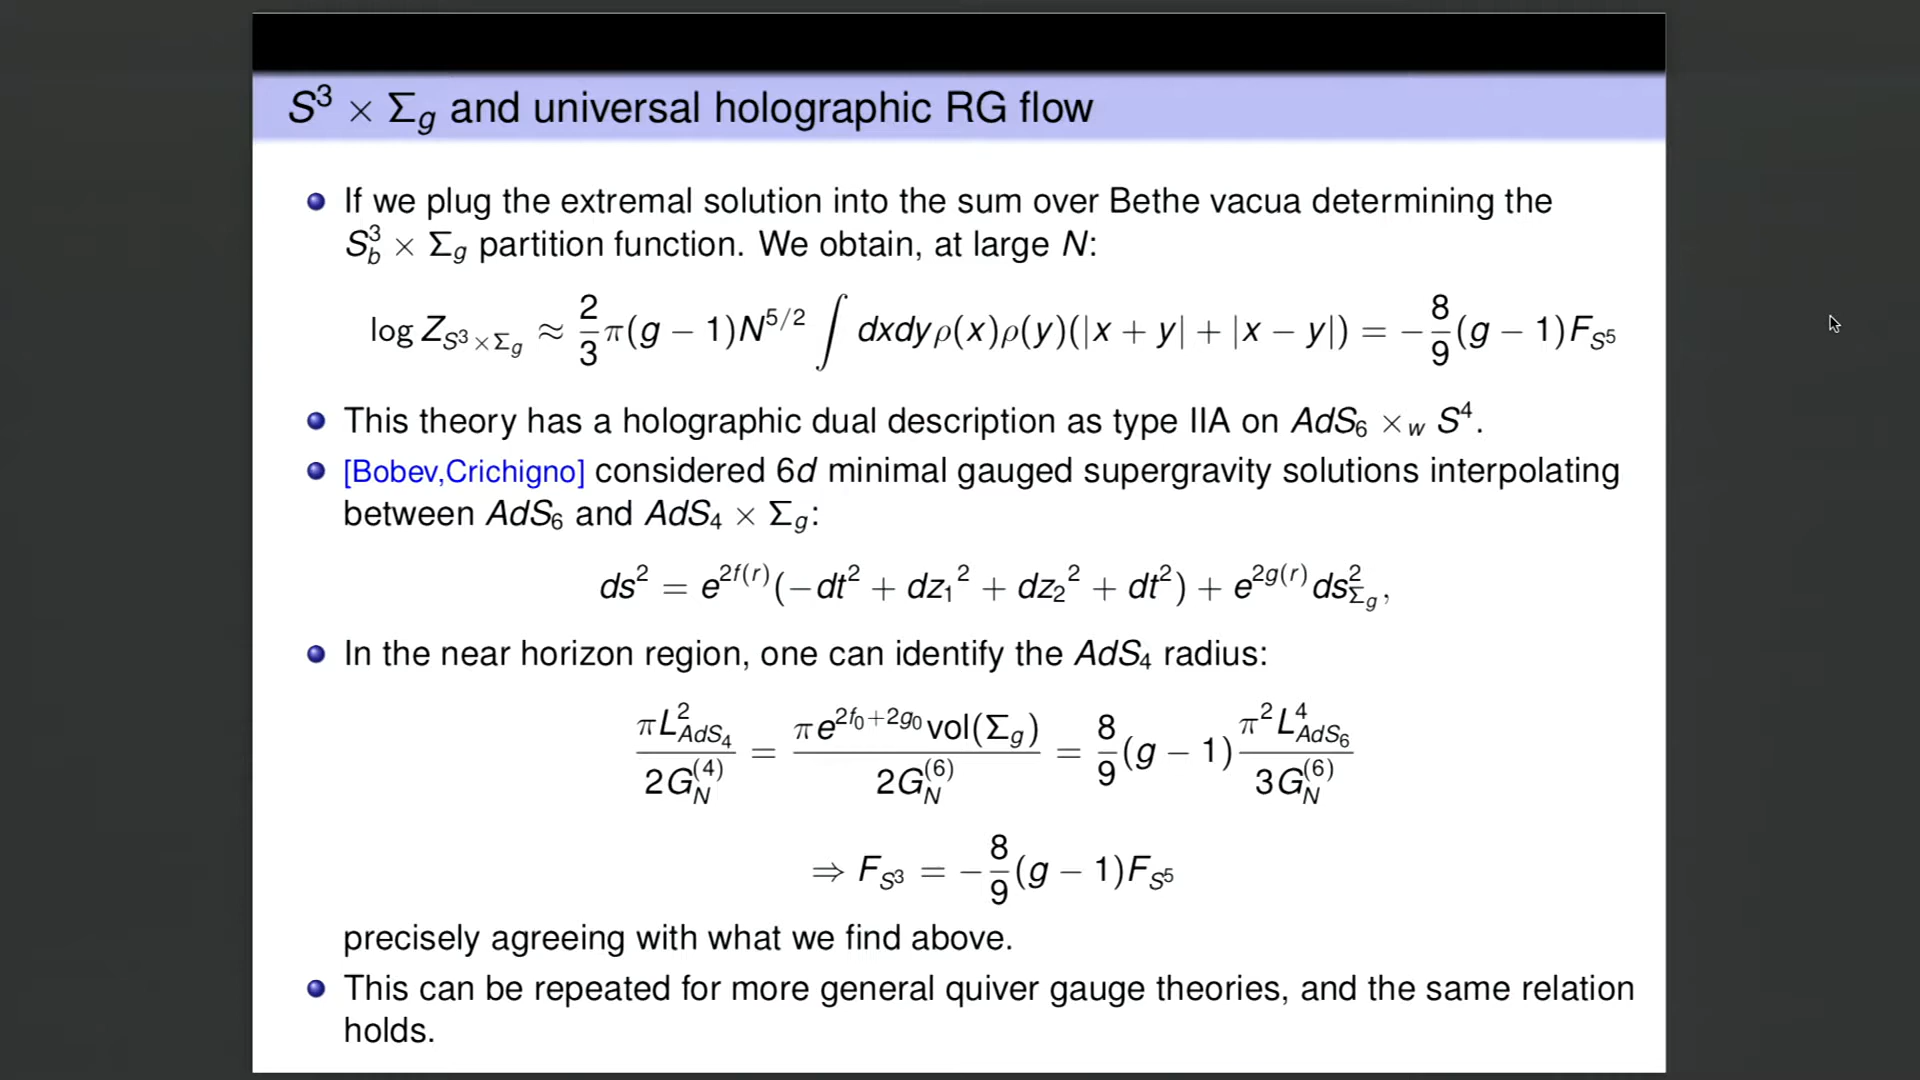 S³ × Σ_g and universal holographic RG flow
If we plug the extremal solution into the sum over Bethe vacua determining the
S³_b × Σ_g partition function. We obtain, at large N:
log Z_{S³×Σ_g} ≈ 2/3 π(g − 1)N^{5/2} ∫ dxdyρ(x)ρ(y)(|x + y| + |x − y|) = −8/9 (g − 1)F_{S⁵}
This theory has a holographic dual description as type IIA on AdS₆ ×_w S⁴.
[Bobev,Crichigno] considered 6d minimal gauged supergravity solutions interpolating
between AdS₆ and AdS₄ × Σ_g:
ds² = e^{2f(r)}(−dt² + dz₁² + dz₂² + dt²) + e^{2g(r)}ds²_{Σ_g},
In the near horizon region, one can identify the AdS₄ radius:
πL²_{AdS₄} / 2G_N^{(4)} = πe^{2f₀+2g₀}vol(Σ_g) / 2G_N^{(6)} = 8/9 (g − 1) π²L⁴_{AdS₆} / 3G_N^{(6)}
⇒ F_{S³} = −8/9 (g − 1)F_{S⁵}
precisely agreeing with what we find above.
This can be repeated for more general quiver gauge theories, and the same relation
holds.